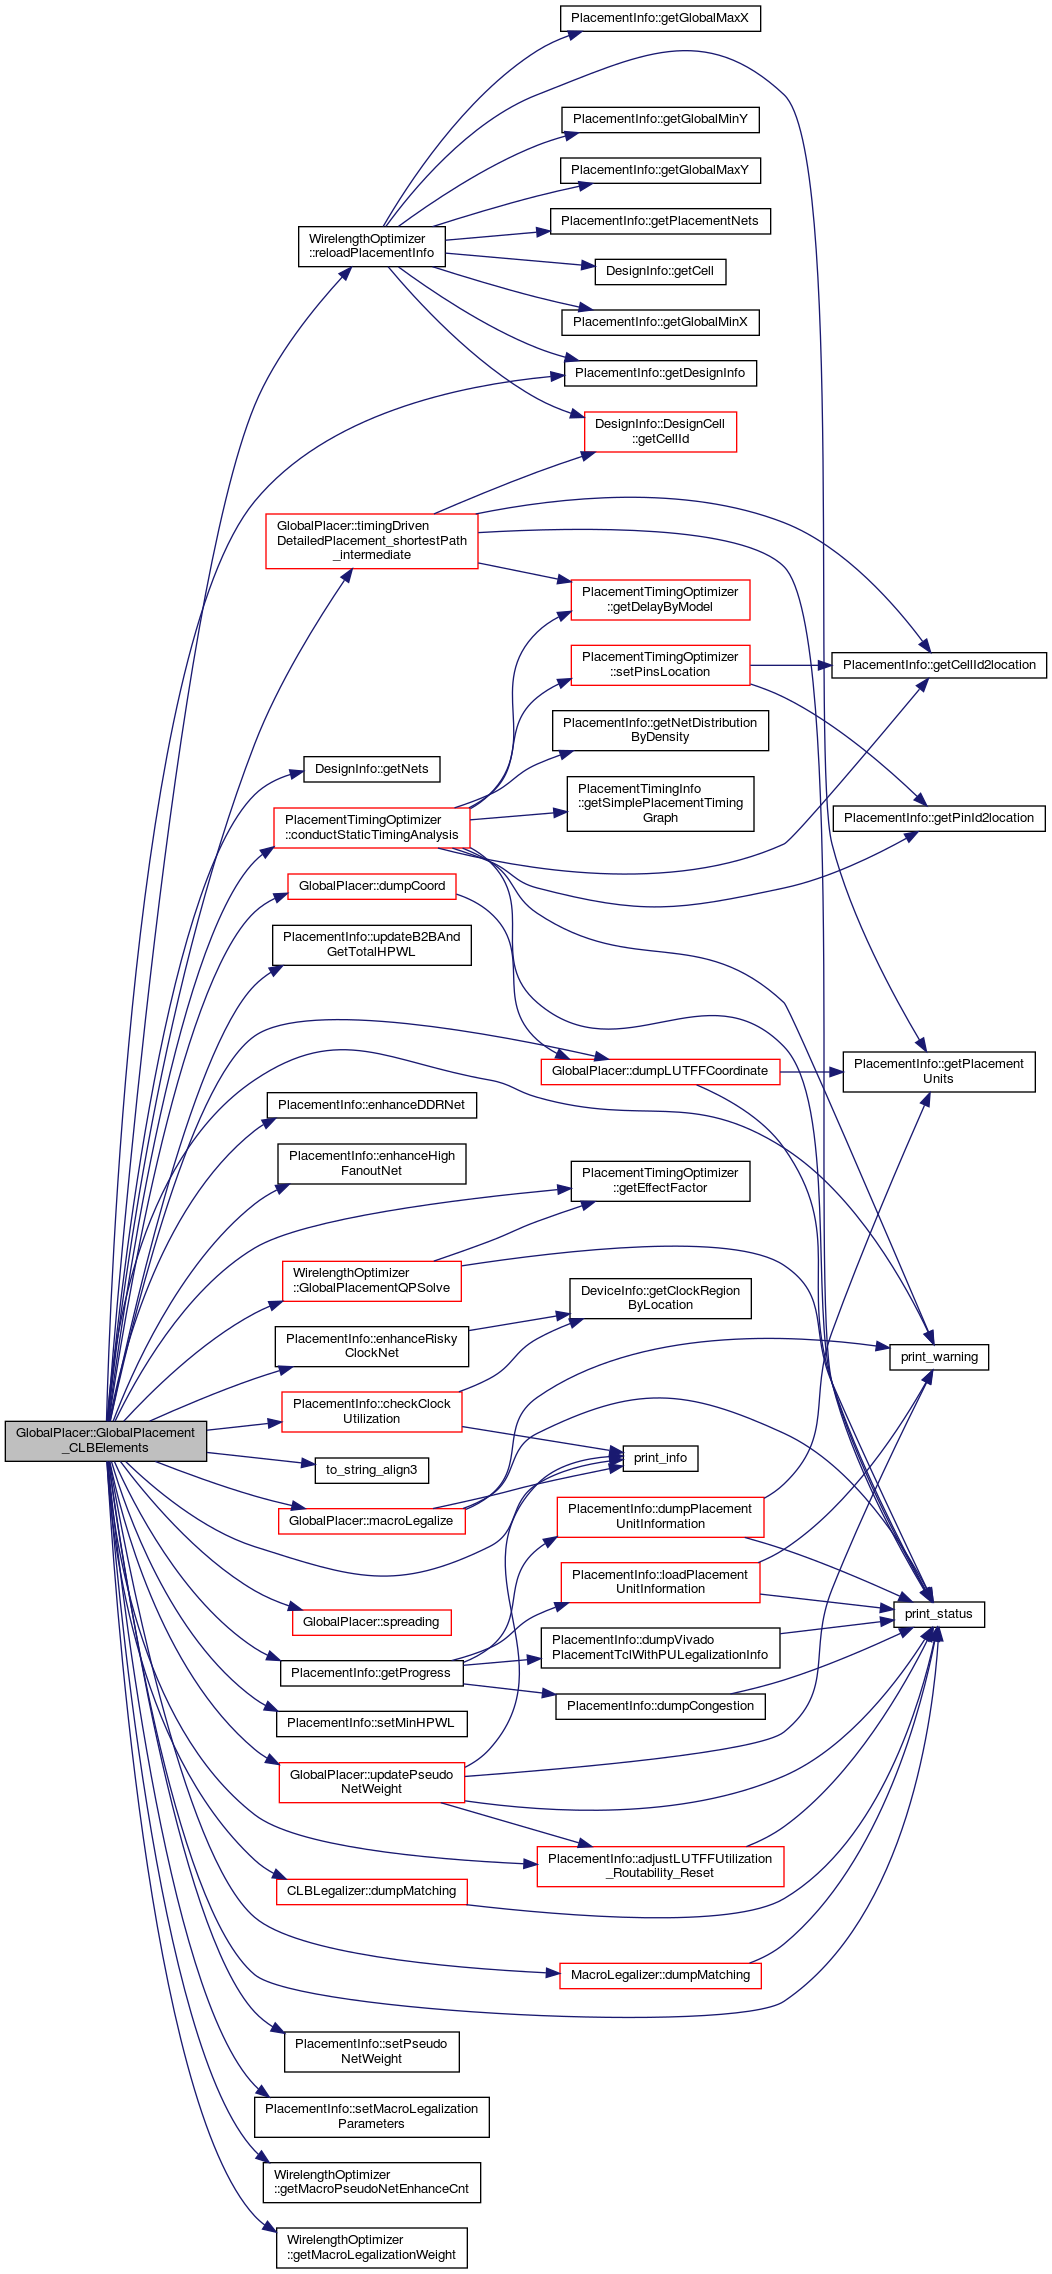 PlacementInfo::getGlobalMaxX
PlacementInfo::getGlobalMinY
PlacementInfo::getGlobalMaxY
PlacementInfo::getPlacementNets
WirelengthOptimizer
::reloadPlacementInfo
DesignInfo::getCell
PlacementInfo::getGlobalMinX
PlacementInfo::getDesignInfo
DesignInfo::DesignCell
::getCellId
GlobalPlacer::timingDriven
DetailedPlacement_shortestPath
_intermediate
PlacementTimingOptimizer
::getDelayByModel
PlacementTimingOptimizer
::setPinsLocation
PlacementInfo::getCellId2location
PlacementInfo::getNetDistribution
ByDensity
DesignInfo::getNets
PlacementTimingInfo
::getSimplePlacementTiming
Graph
PlacementTimingOptimizer
::conductStaticTimingAnalysis
PlacementInfo::getPinId2location
GlobalPlacer::dumpCoord
PlacementInfo::updateB2BAnd
GetTotalHPWL
GlobalPlacer::dumpLUTFFCoordinate
PlacementInfo::getPlacement
Units
PlacementInfo::enhanceDDRNet
PlacementInfo::enhanceHigh
FanoutNet
PlacementTimingOptimizer
::getEffectFactor
WirelengthOptimizer
::GlobalPlacementQPSolve
DeviceInfo::getClockRegion
ByLocation
PlacementInfo::enhanceRisky
ClockNet
print_warning
PlacementInfo::checkClock
Utilization
GlobalPlacer::GlobalPlacement
_CLBElements
print_info
to_string_align3
GlobalPlacer::macroLegalize
PlacementInfo::dumpPlacement
UnitInformation
PlacementInfo::loadPlacement
UnitInformation
GlobalPlacer::spreading
print_status
PlacementInfo::dumpVivado
PlacementTclWithPULegalizationInfo
PlacementInfo::getProgress
PlacementInfo::dumpCongestion
PlacementInfo::setMinHPWL
GlobalPlacer::updatePseudo
NetWeight
PlacementInfo::adjustLUTFFUtilization
_Routability_Reset
CLBLegalizer::dumpMatching
MacroLegalizer::dumpMatching
PlacementInfo::setPseudo
NetWeight
PlacementInfo::setMacroLegalization
Parameters
WirelengthOptimizer
::getMacroPseudoNetEnhanceCnt
WirelengthOptimizer
::getMacroLegalizationWeight